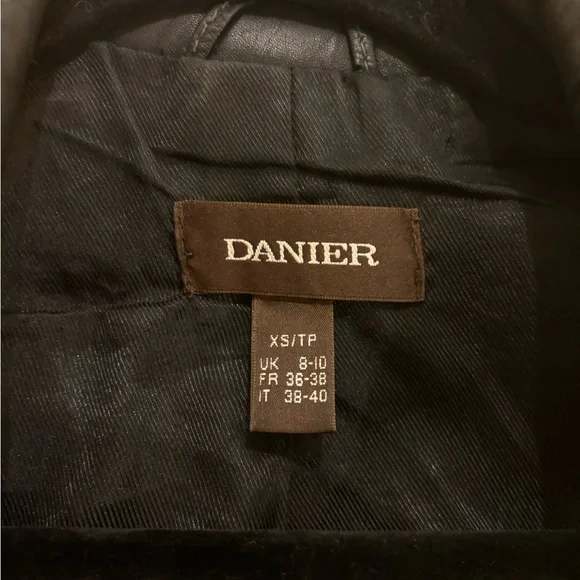 DANIER
XS/TP
UK 8-10
FR 36-38
IT 38-40